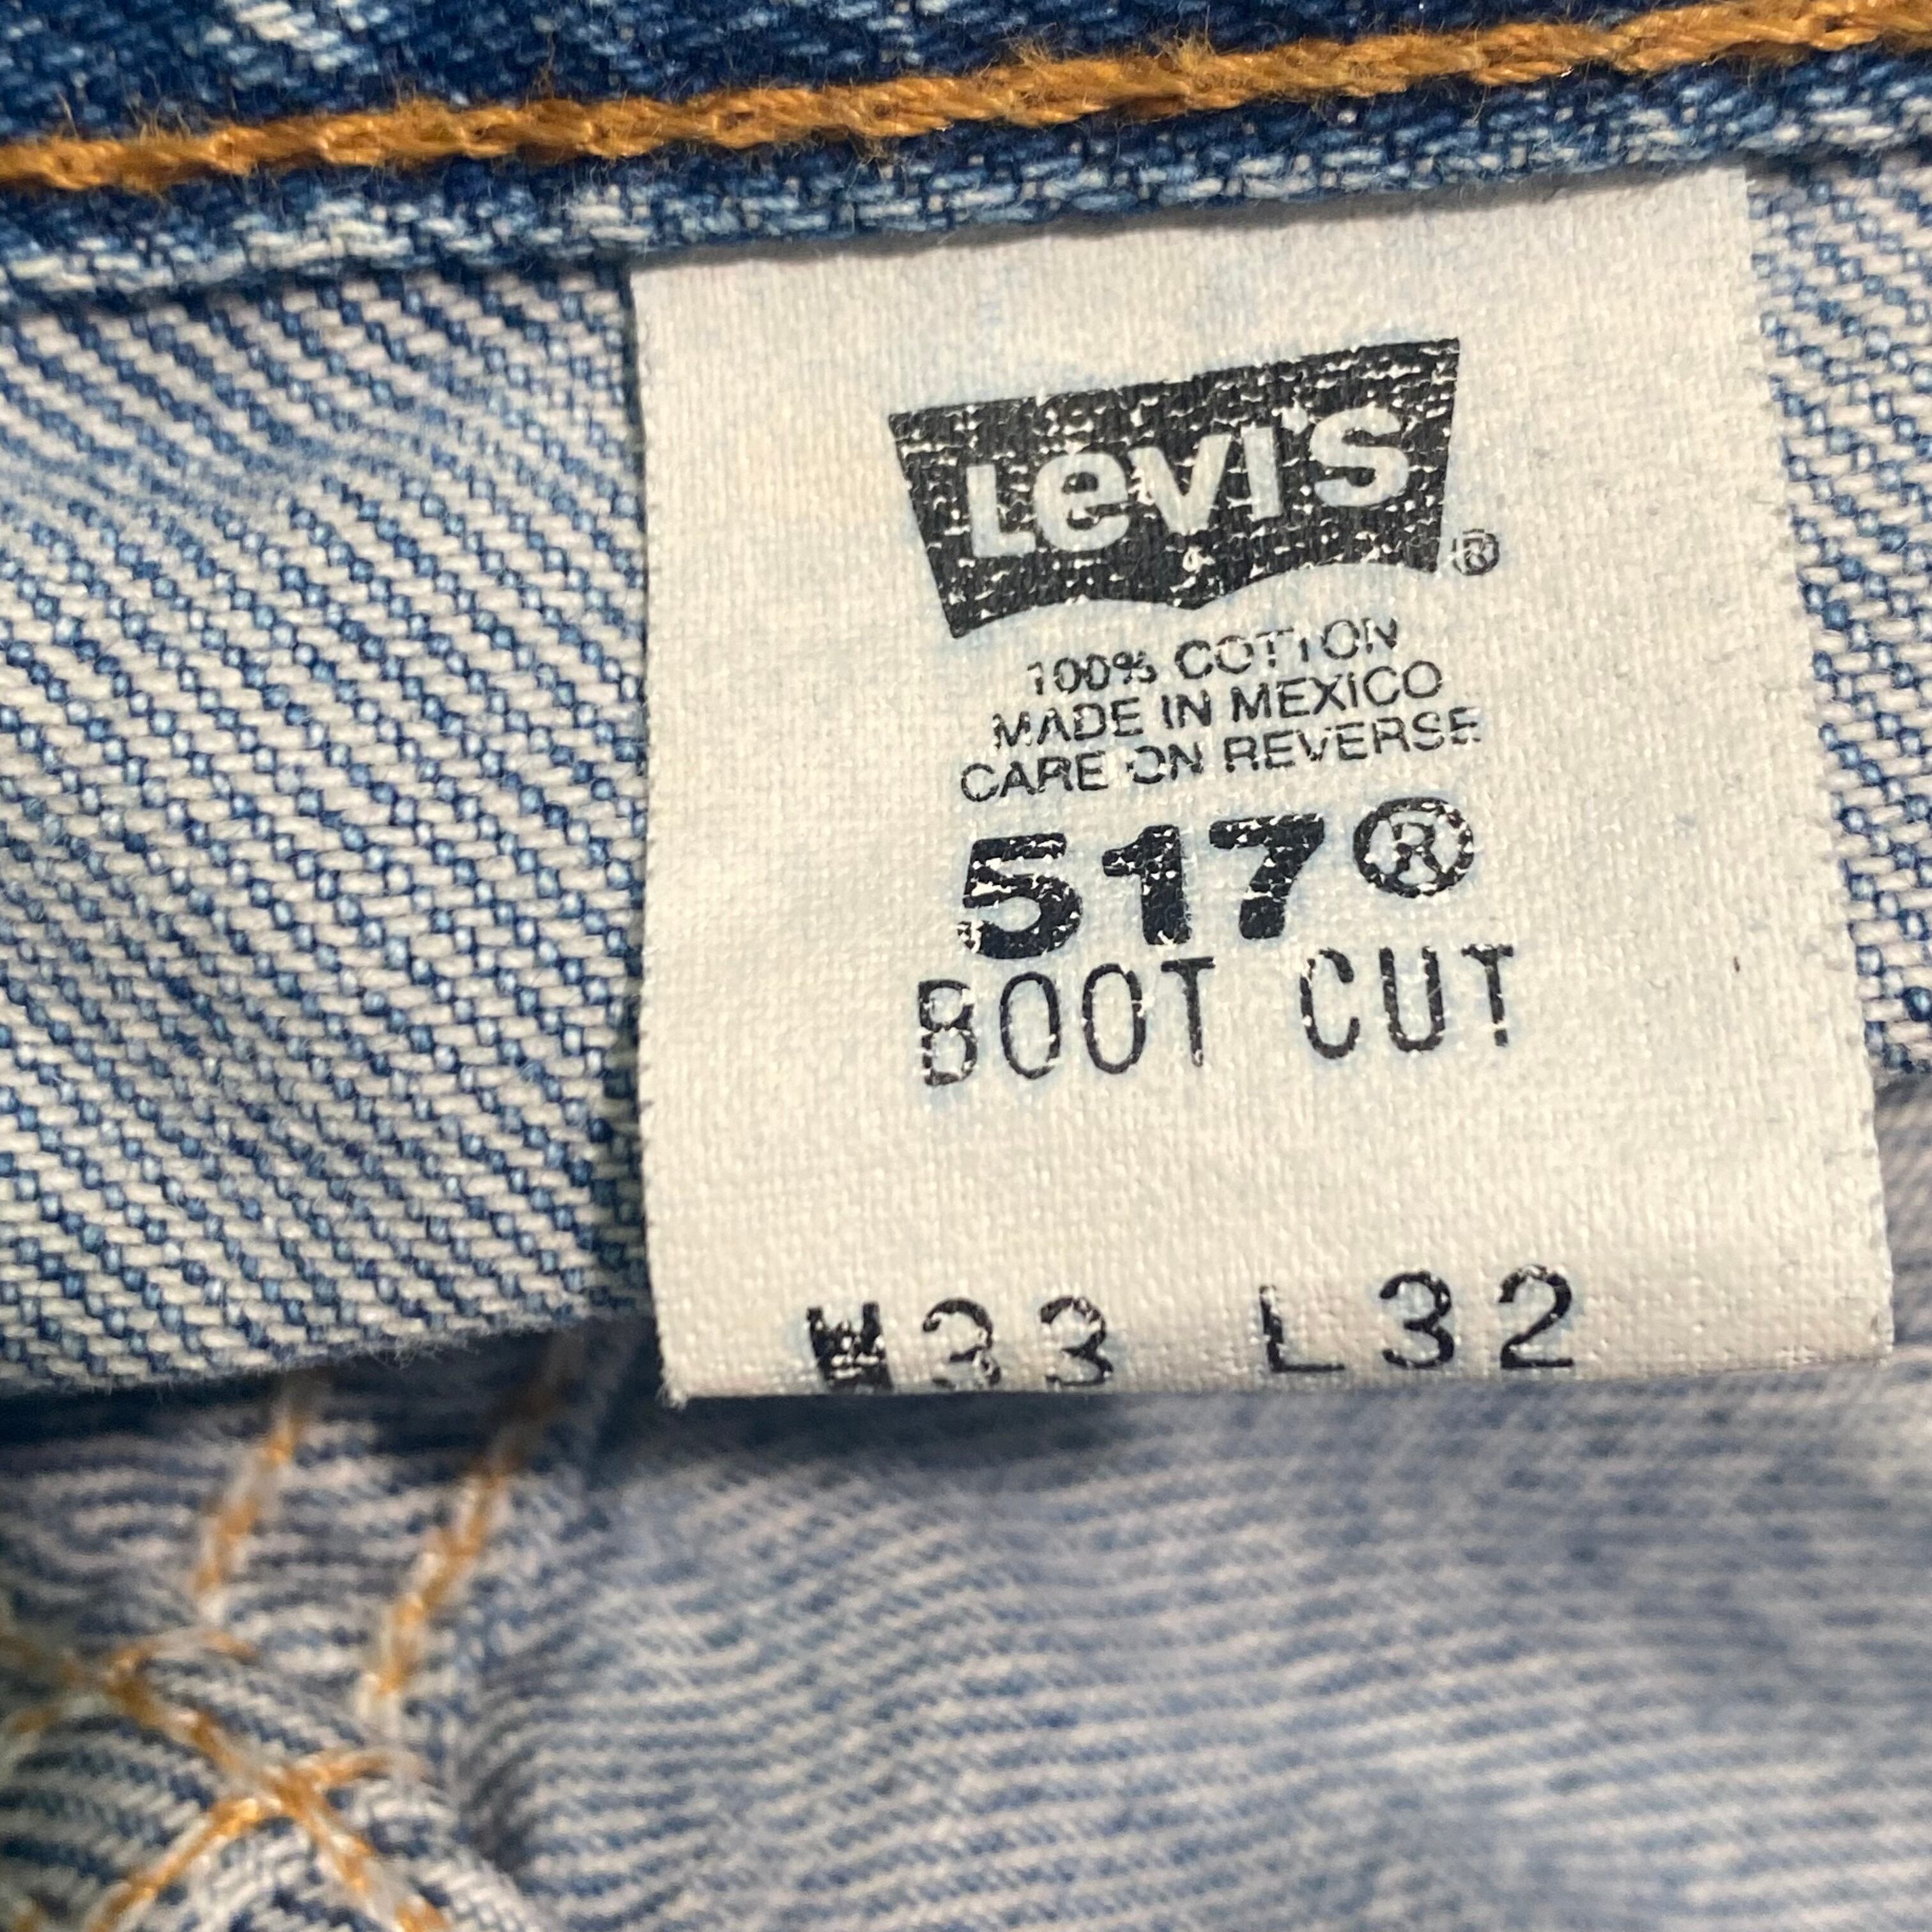 LEVI'S®
100% COTTON
MADE IN MEXICO
CARE ON REVERSE
517®
BOOT CUT
W33 L32